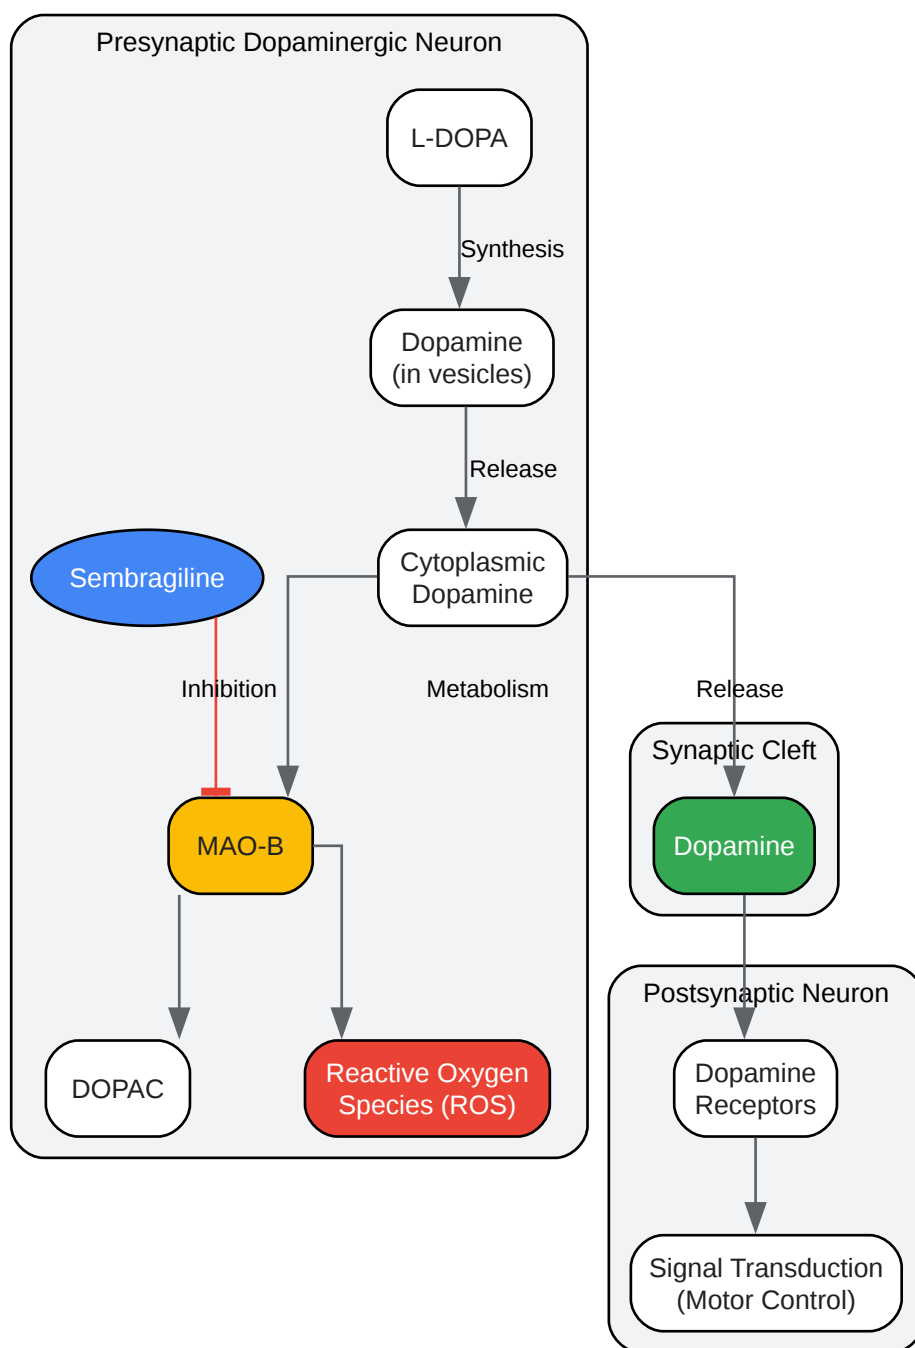 Presynaptic Dopaminergic Neuron
L-DOPA
Synthesis
Dopamine
(in vesicles)
Release
Sembragiline
Cytoplasmic
Dopamine
Inhibition
Metabolism
Release
Synaptic Cleft
MAO-B
Dopamine
Postsynaptic Neuron
DOPAC
Reactive Oxygen
Species (ROS)
Dopamine
Receptors
Signal Transduction
(Motor Control)